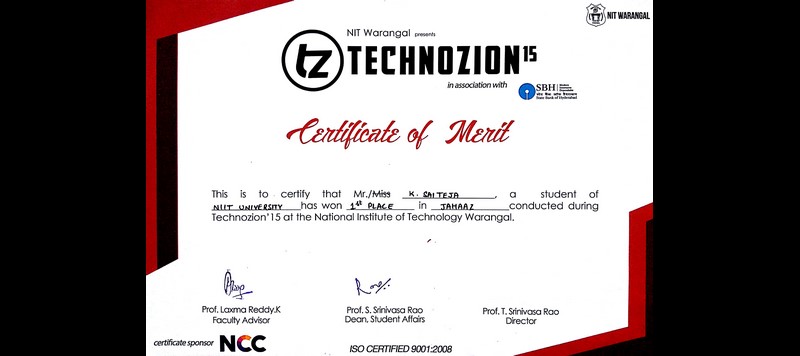 NIT WARANGAL
NIT Warangal presents
tz TECHNOZION 15
in association with
SBH
State Bank of Hyderabad
Certificate of Merit
This is to certify that Mr./Miss K. SAITEJA, a student of
NIIT UNIVERSITY has won 1st PLACE in JAHAAZ conducted during
Technozion'15 at the National Institute of Technology Warangal.
Prof. Laxma Reddy.K
Prof. S. Srinivasa Rao
Prof. T. Srinivasa Rao
Faculty Advisor
Dean, Student Affairs
Director
certificate sponsor NCC
ISO CERTIFIED 9001:2008